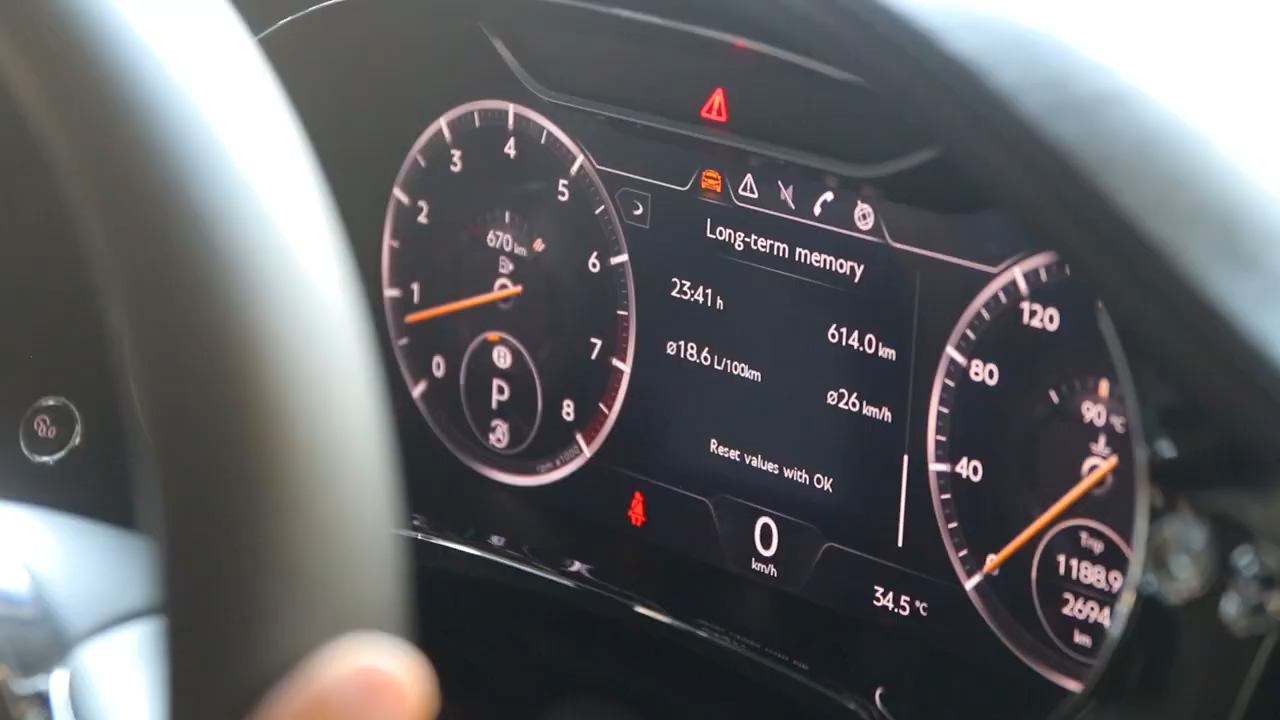 4
3
5
2
670 km
6
1
0
7
P
8
Long-term memory
23:41 h
614.0 km
ø18.6 L/100km
ø26 km/h
Reset values with OK
0
km/h
34.5 °C
120
80
90 °C
40
0
Trip
1188.9
2694
km